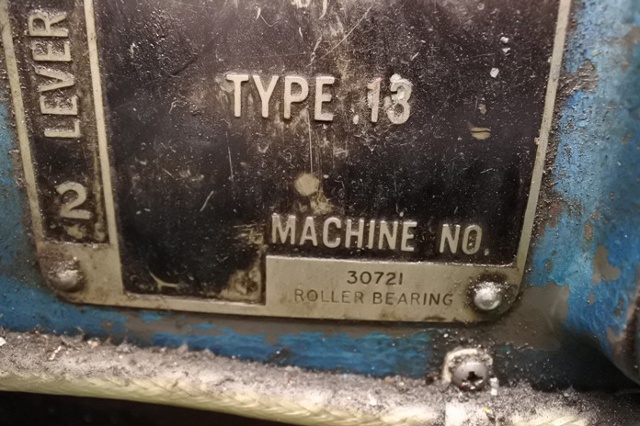 LEVER
2
TYPE 13
MACHINE NO.
30721
ROLLER BEARING